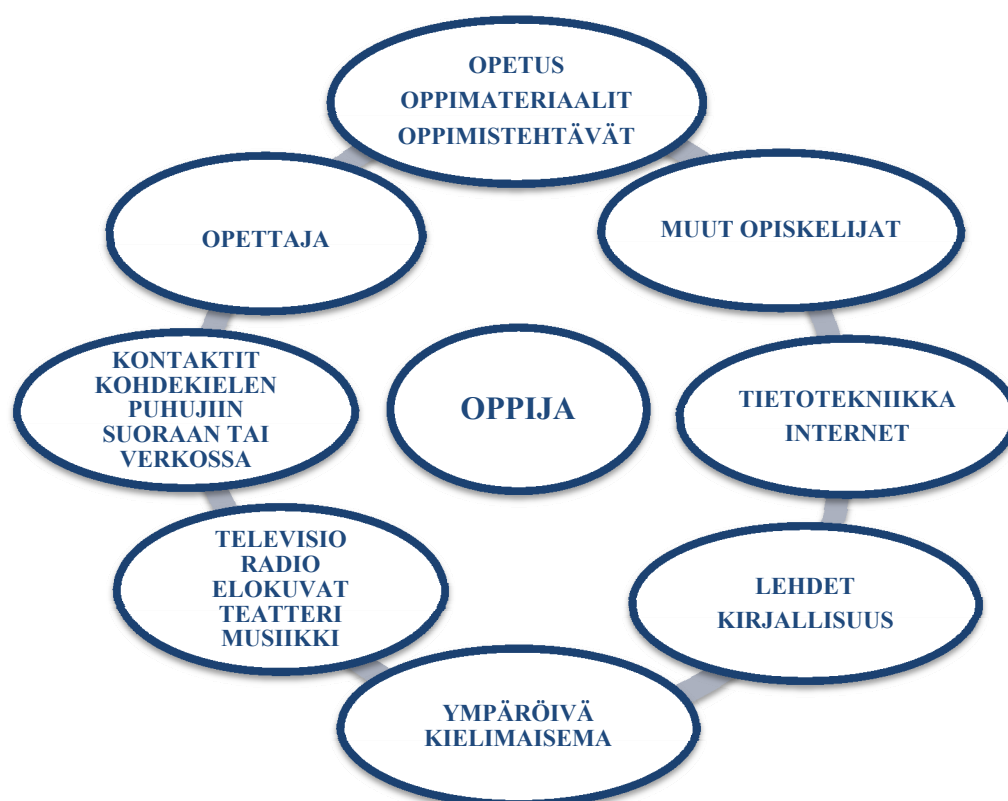 OPETUS
OPPIMATERIAALIT
OPPIMISTEHTÄVÄT
MUUT OPISKELIJAT
TIETOTEKNIIKKA
INTERNET
LEHDET
KIRJALLISUUS
YMPÄRÖIVÄ
KIELIMAISEMA
TELEVISIO
RADIO
ELOKUVAT
TEATTERI
MUSIIKKI
KONTAKTIT
KOHDEKIELEN
PUHUJIIN
SUORAAN TAI
VERKOSSA
OPETTAJA
OPPIJA